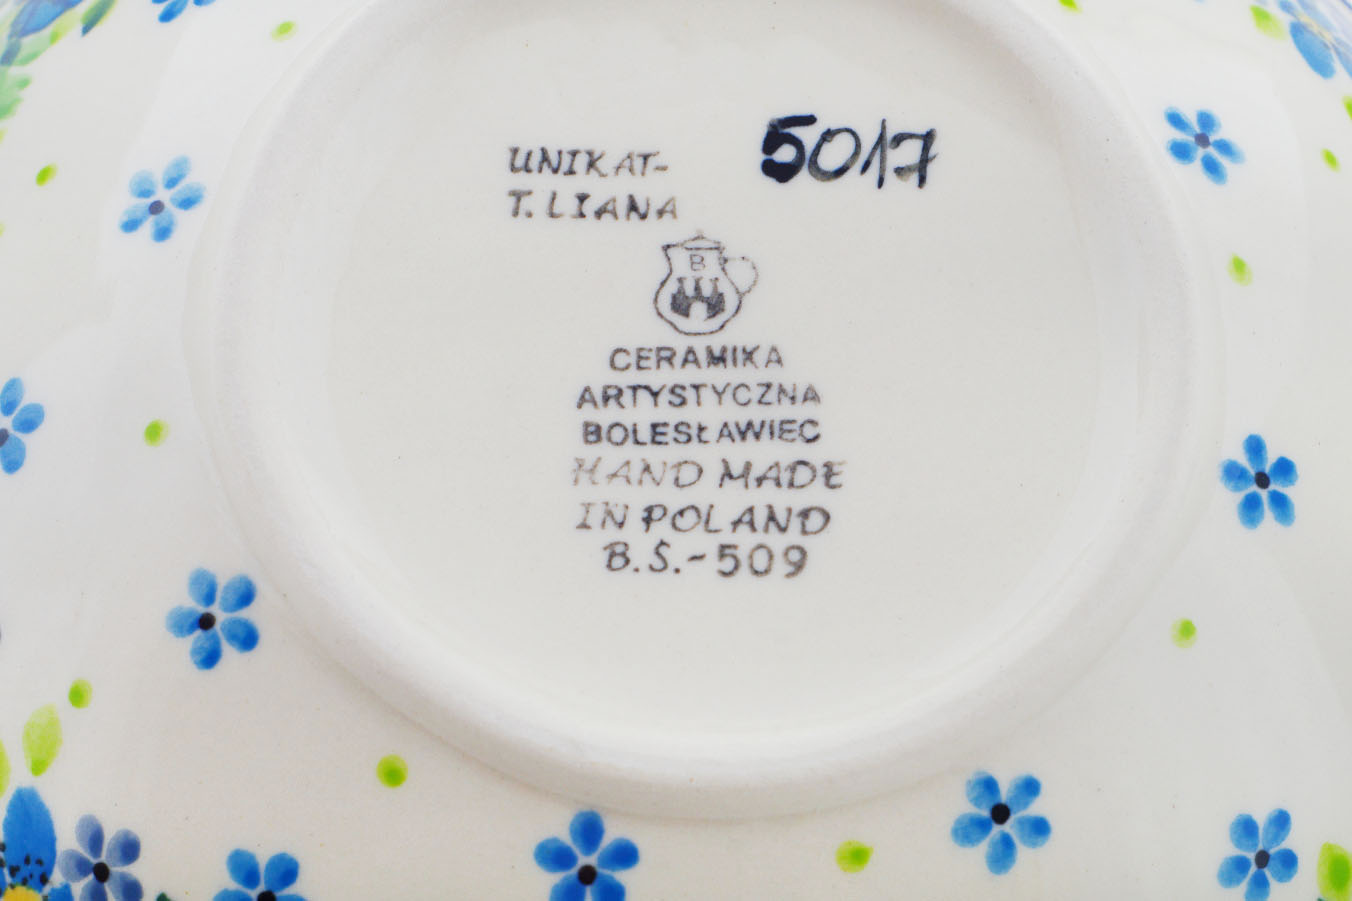 UNIKAT-
T. LIANA
5017
B
CERAMIKA
ARTYSTYCZNA
BOLESŁAWIEC
HAND MADE
IN POLAND
B.Ś.-509